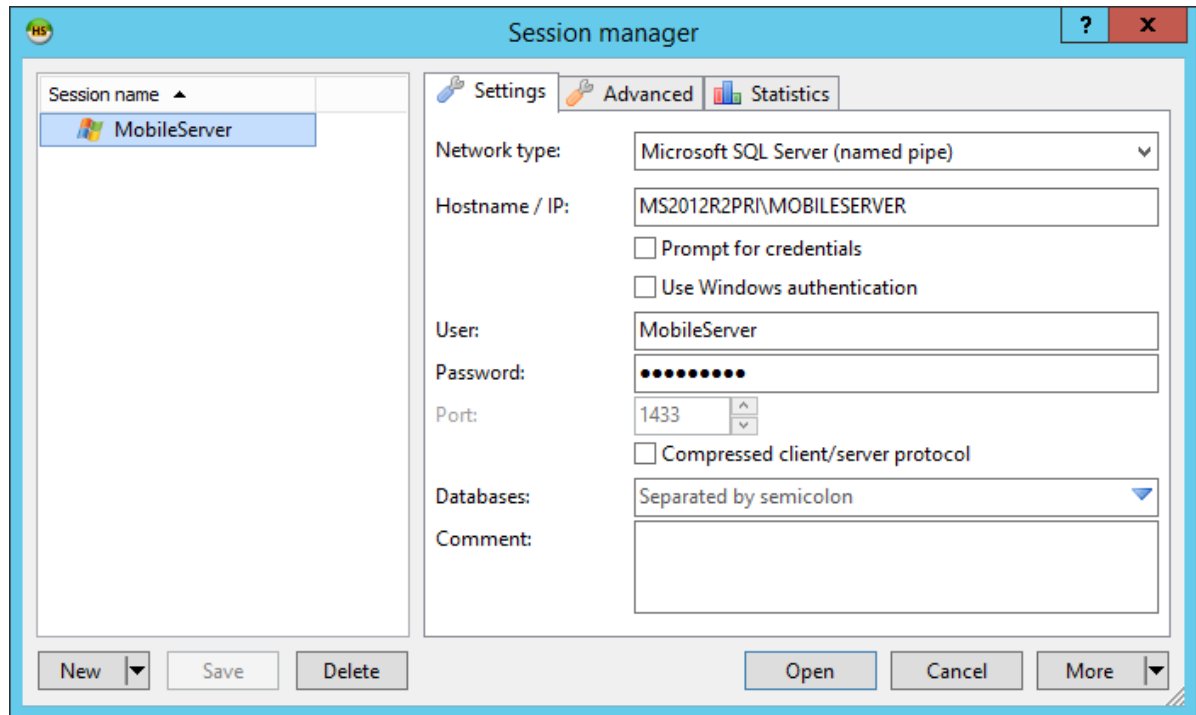 HS
Session manager
?
X
Session name
MobileServer
Settings
Advanced
Statistics
Network type:
Microsoft SQL Server (named pipe)
Hostname / IP:
MS2012R2PRI\MOBILESERVER
Prompt for credentials
Use Windows authentication
User:
MobileServer
Password:
●●●●●●●●●
Port:
1433
Compressed client/server protocol
Databases:
Separated by semicolon
Comment:
New
Save
Delete
Open
Cancel
More